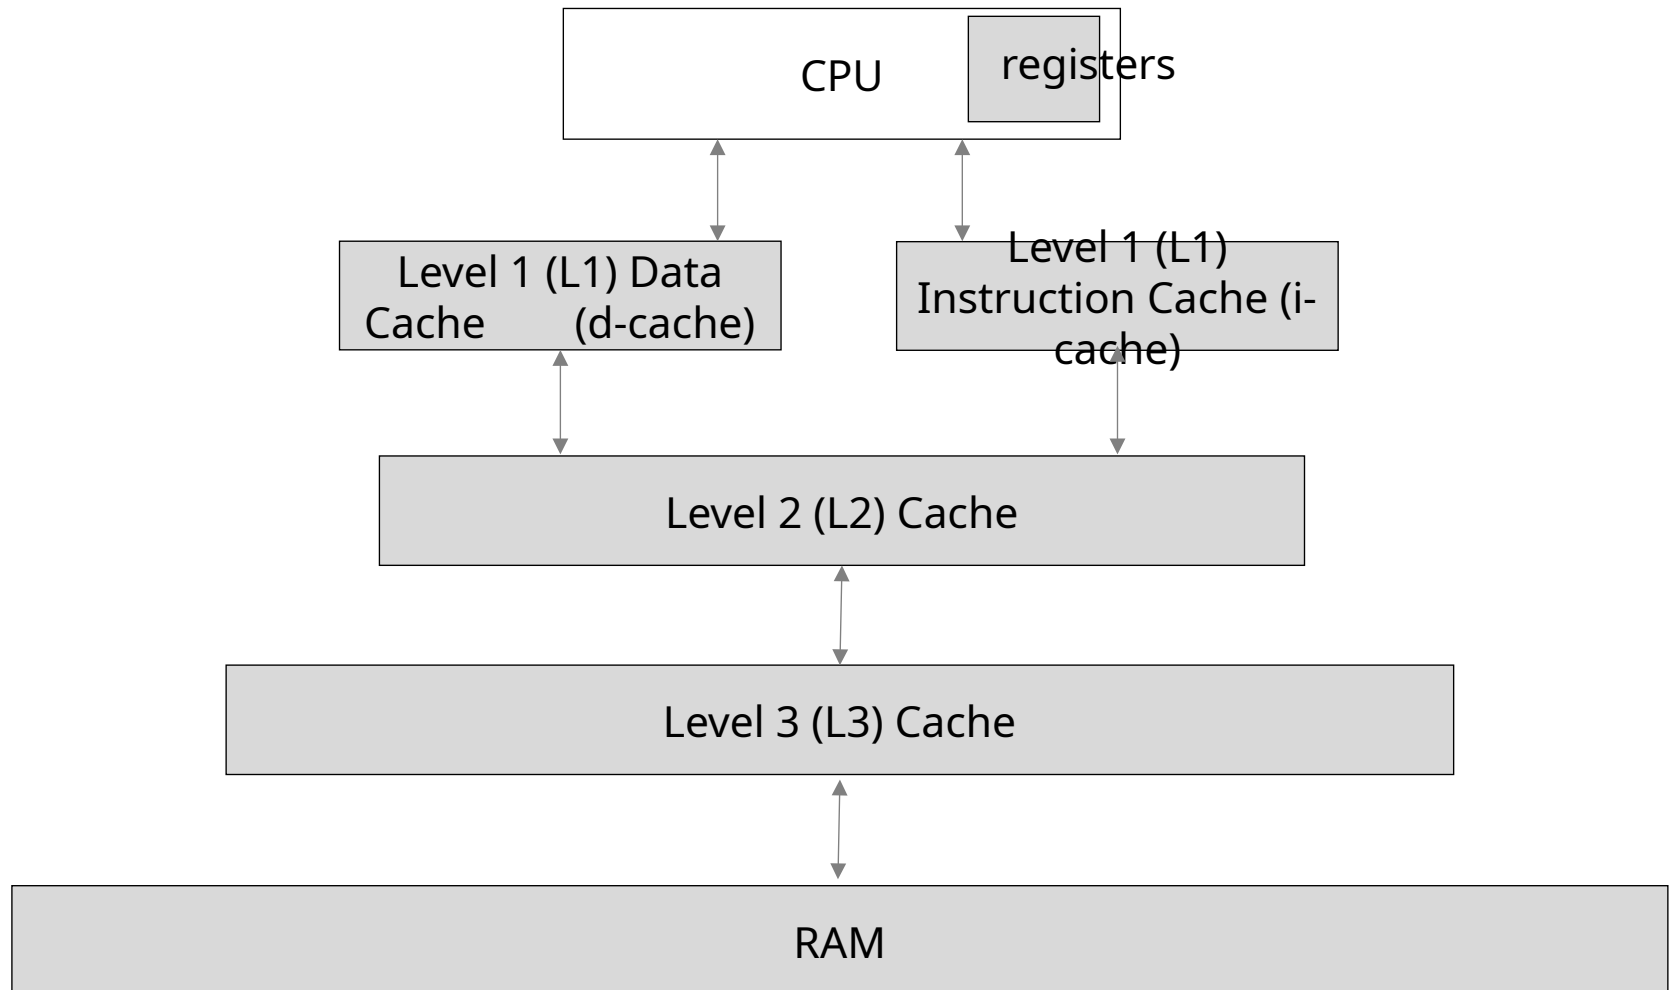 CPU
registers
Level 1 (L1) Data
Cache (d-cache)
Level 1 (L1)
Instruction Cache (i-
cache)
Level 2 (L2) Cache
Level 3 (L3) Cache
RAM